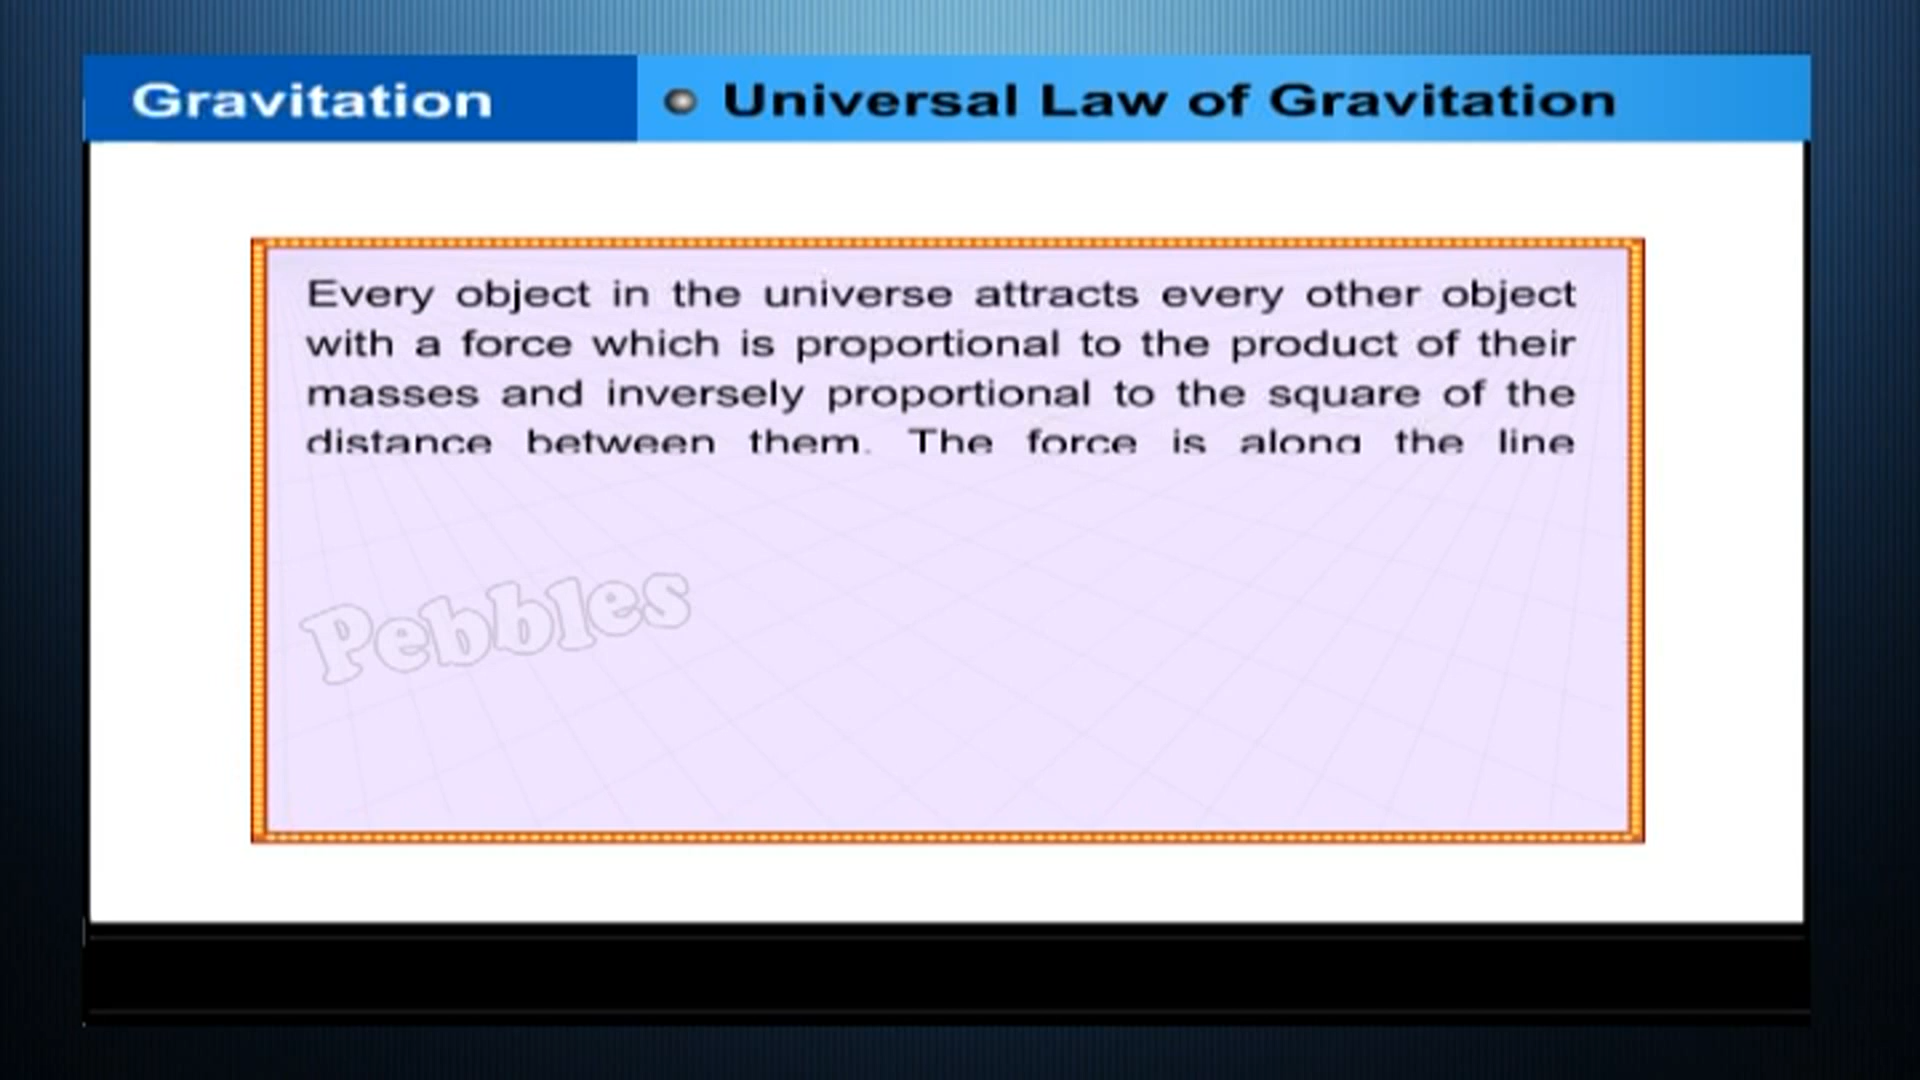 Gravitation
Universal Law of Gravitation
Every object in the universe attracts every other object
with a force which is proportional to the product of their
masses and inversely proportional to the square of the
distance between them. The force is along the line
Pebbles